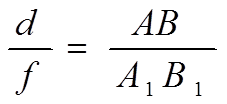 d/f = AB/A₁B₁